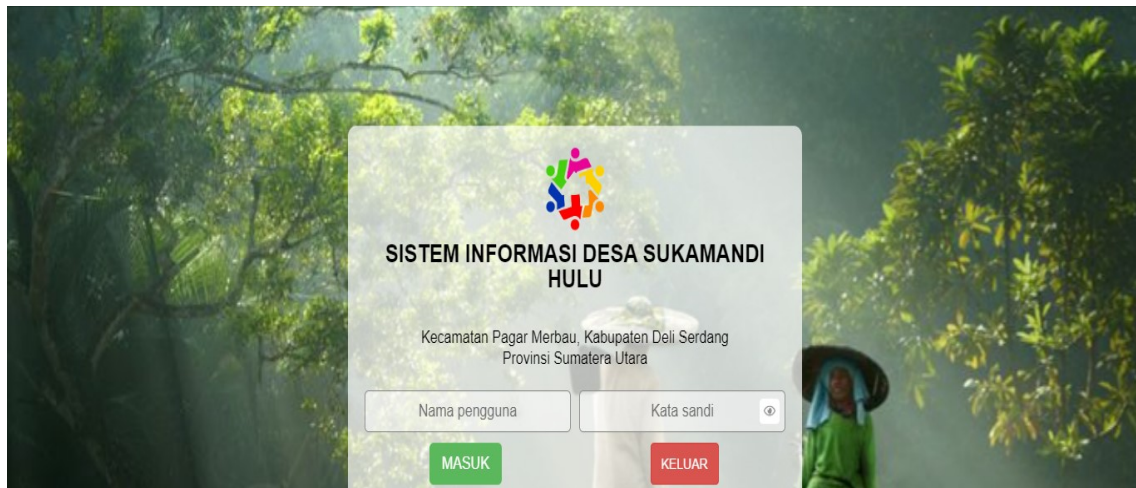 SISTEM INFORMASI DESA SUKAMANDI
HULU
Kecamatan Pagar Merbau, Kabupaten Deli Serdang
Provinsi Sumatera Utara
Nama pengguna
Kata sandi
MASUK
KELUAR